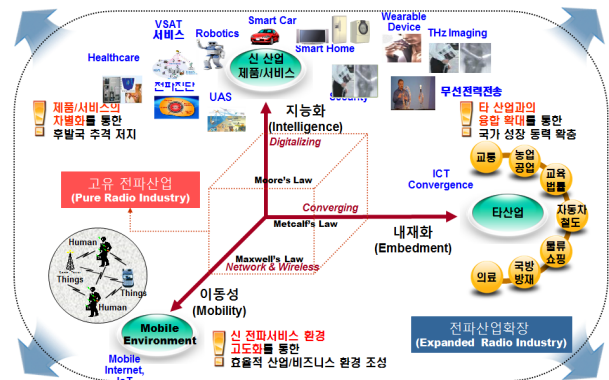 VSAT
서비스
Robotics
Smart Car
Wearable
Device
THz Imaging
신 산업
제품/서비스
Smart Home
Healthcare
전파진단
UAS
Security
무선전력전송
제품/서비스의
차별화를 통한
후발국 추격 저지
지능화
(Intelligence)
Digitalizing
타 산업과의
융합 확대를 통한
국가 성장 동력 확충
고유 전파산업
(Pure Radio Industry)
Moore's Law
ICT
Convergence
교통
농업
공업
교육
법률
Converging
Metcalf's Law
타산업
자동차
철도
내재화
(Embedment)
Human
Things
Things
Human
Maxwell's Law
Network & Wireless
물류
쇼핑
의료
국방
방재
이동성
(Mobility)
Mobile
Environment
신 전파서비스 환경
고도화를 통한
효율적 산업/비즈니스 환경 조성
전파산업확장
(Expanded Radio Industry)
Mobile
Internet,
IoT